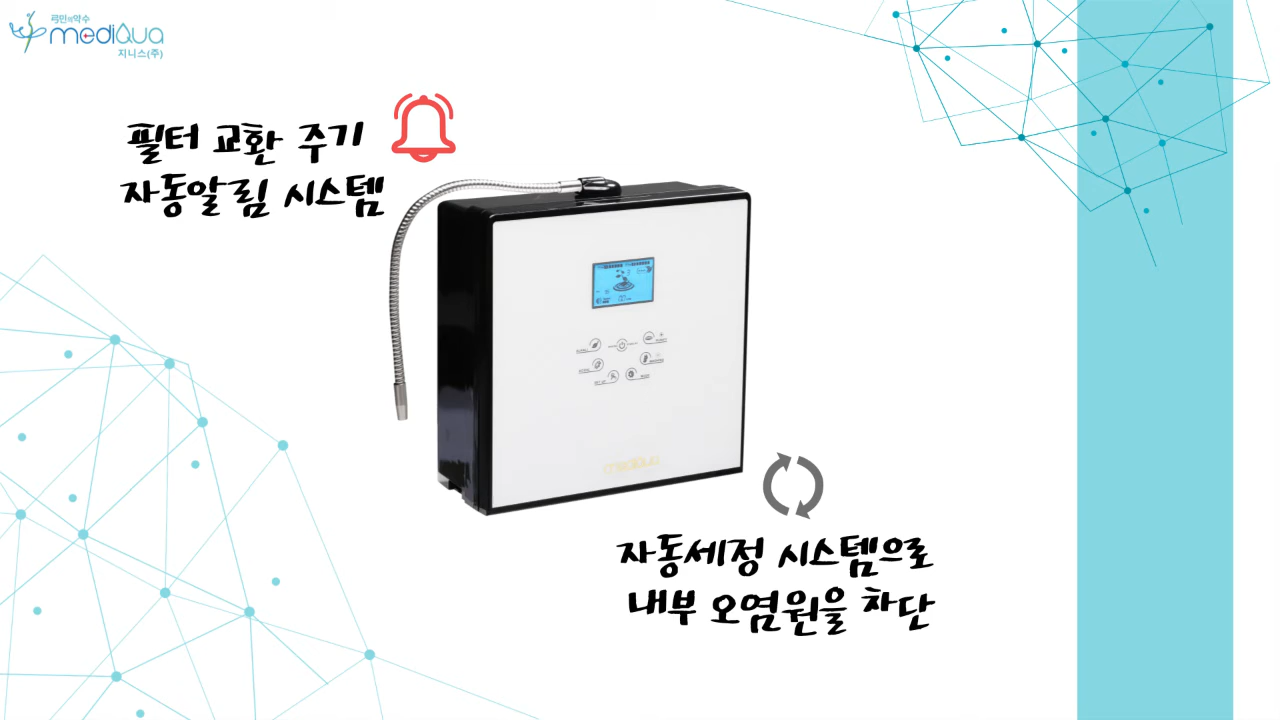 국민의약수
mediQua
지니스(주)
필터 교환 주기
자동알림 시스템
자동세정 시스템으로
내부 오염원을 차단